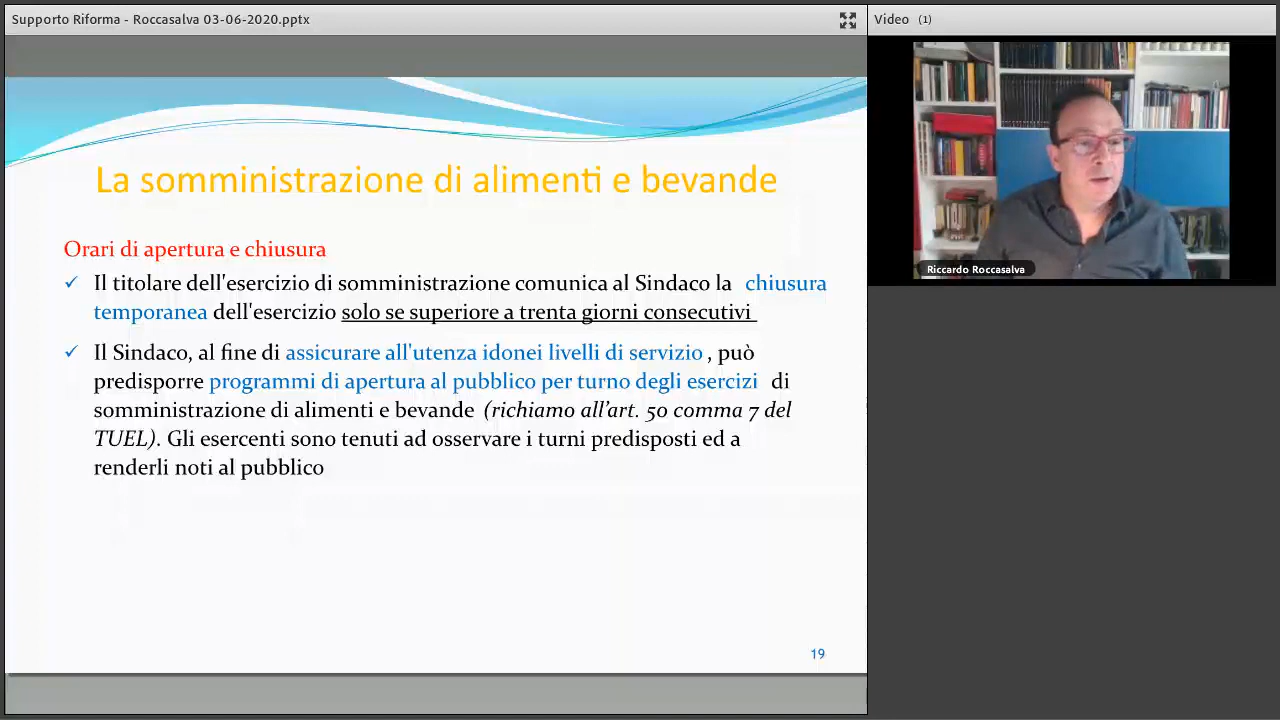 Supporto Riforma - Roccasalva 03-06-2020.pptx
Video (1)
Riccardo Roccasalva
La somministrazione di alimenti e bevande
Orari di apertura e chiusura
✓ Il titolare dell'esercizio di somministrazione comunica al Sindaco la chiusura
temporanea dell'esercizio solo se superiore a trenta giorni consecutivi
✓ Il Sindaco, al fine di assicurare all'utenza idonei livelli di servizio , può
predisporre programmi di apertura al pubblico per turno degli esercizi di
somministrazione di alimenti e bevande (richiamo all’art. 50 comma 7 del
TUEL). Gli esercenti sono tenuti ad osservare i turni predisposti ed a
renderli noti al pubblico
19